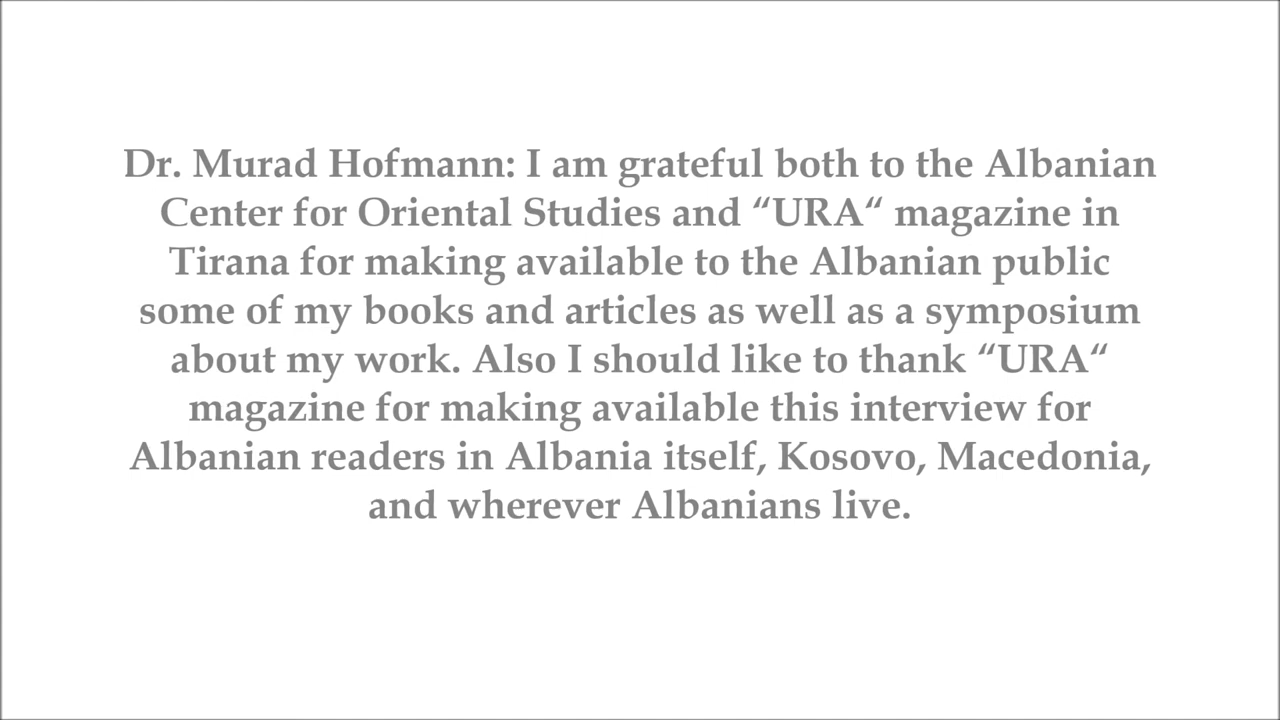 Dr. Murad Hofmann: I am grateful both to the Albanian
Center for Oriental Studies and “URA“ magazine in
Tirana for making available to the Albanian public
some of my books and articles as well as a symposium
about my work. Also I should like to thank “URA“
magazine for making available this interview for
Albanian readers in Albania itself, Kosovo, Macedonia,
and wherever Albanians live.